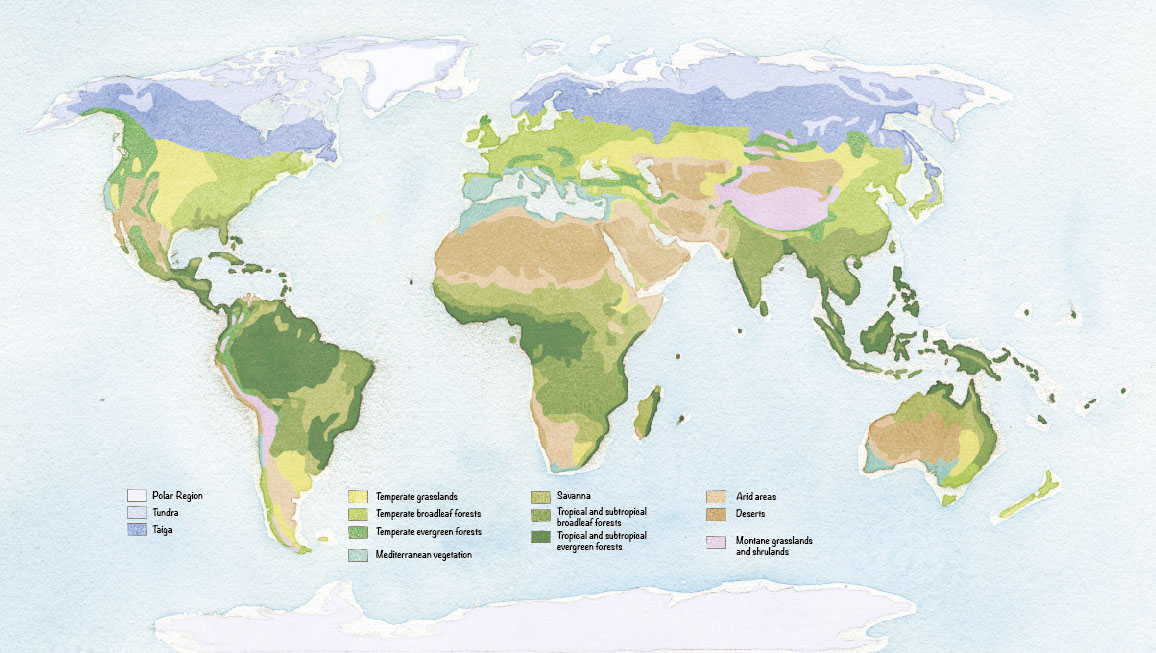 Polar Region
Tundra
Taiga
Temperate grasslands
Temperate broadleaf forests
Temperate evergreen forests
Mediterranean vegetation
Savanna
Tropical and subtropical
broadleaf forests
Tropical and subtropical
evergreen forests
Arid areas
Deserts
Montane grasslands
and shrulands